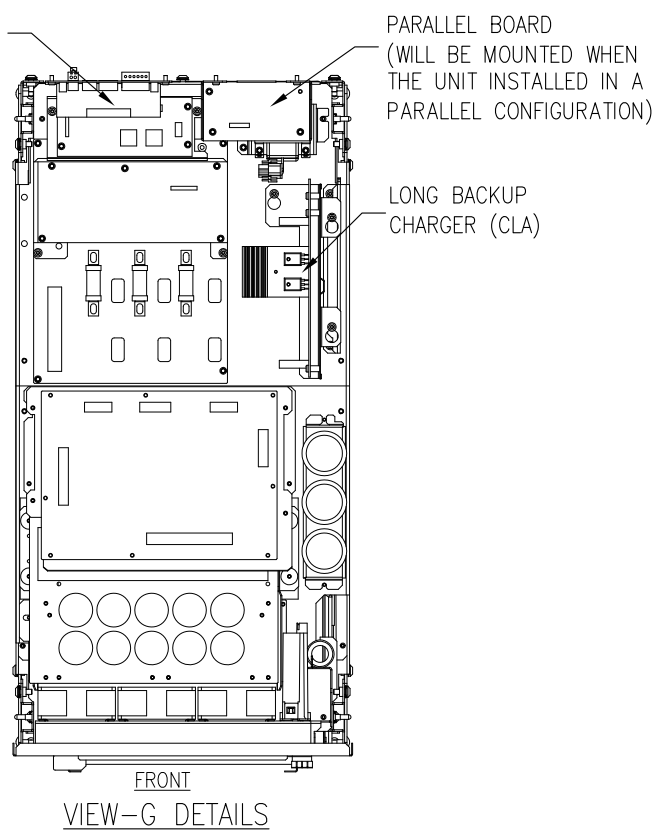 PARALLEL BOARD
(WILL BE MOUNTED WHEN
THE UNIT INSTALLED IN A
PARALLEL CONFIGURATION)
LONG BACKUP
CHARGER (CLA)
FRONT
VIEW-G DETAILS